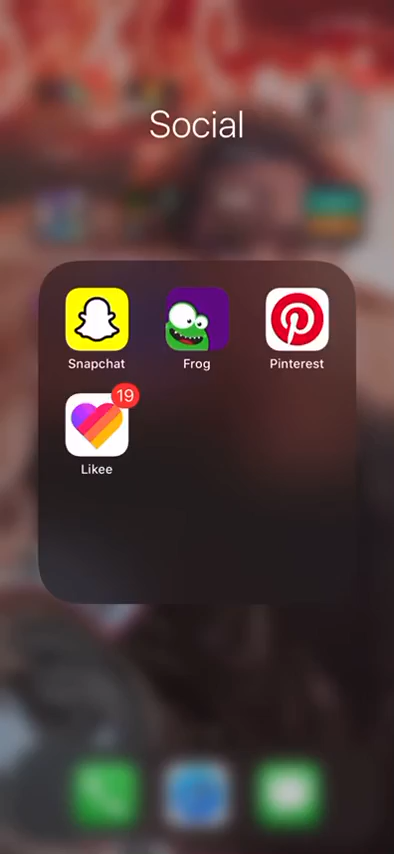 Social
Snapchat
Frog
Pinterest
19
Likee